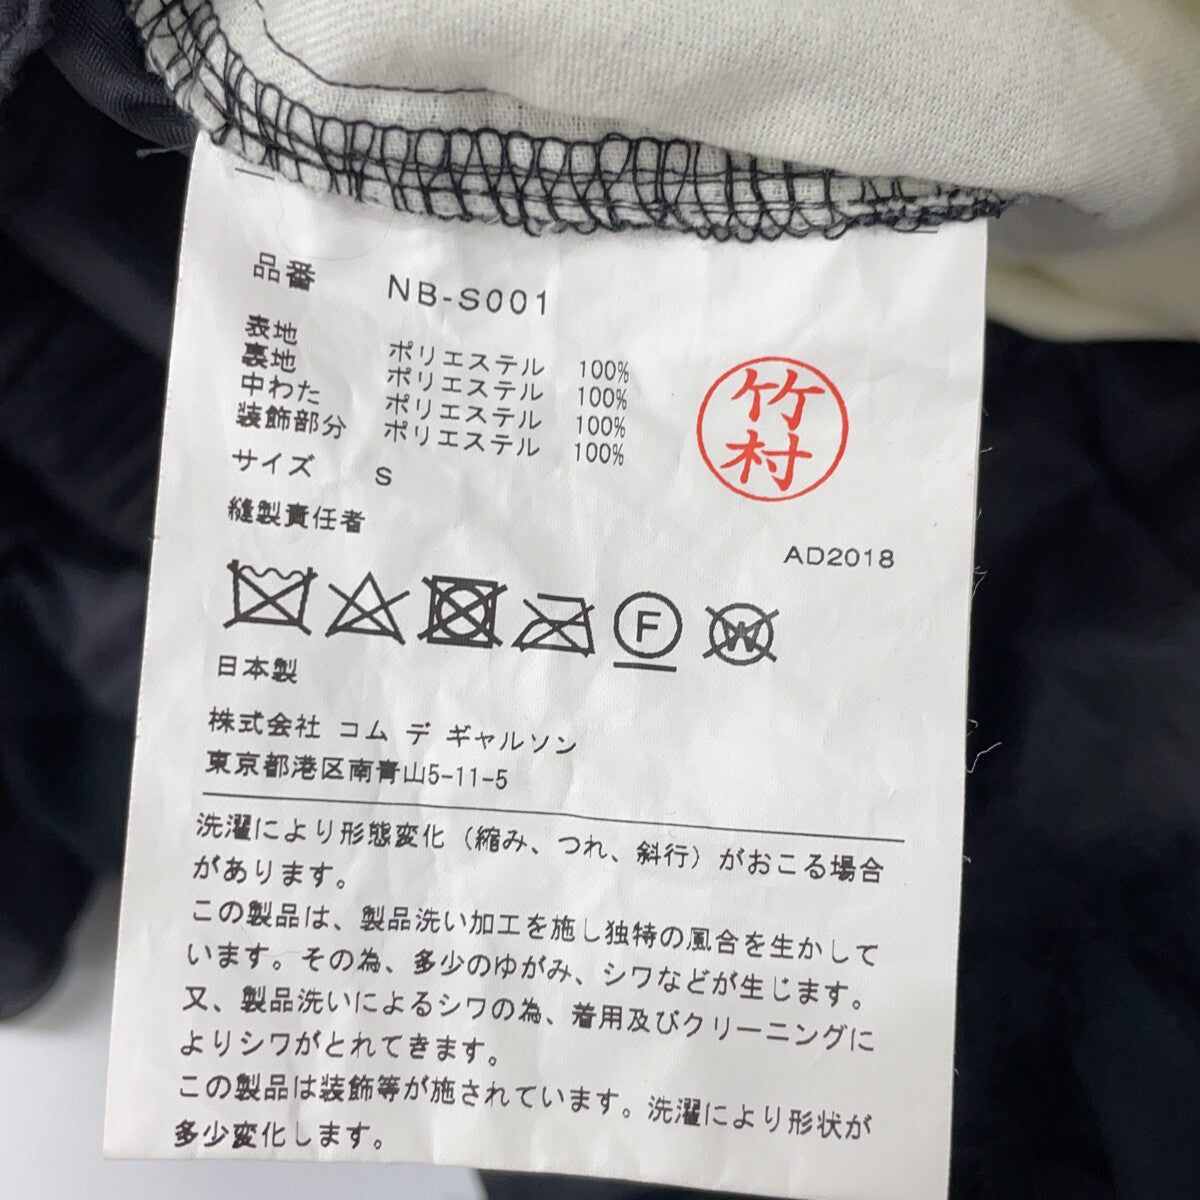 品番 NB-S001
表地 ポリエステル 100%
裏地 ポリエステル 100%
中わた ポリエステル 100%
装飾部分 ポリエステル 100%
サイズ S
竹村
縫製責任者
AD2018
F
W
日本製
株式会社 コム デ ギャルソン
東京都港区南青山5-11-5
洗濯により形態変化（縮み、つれ、斜行）がおこる場合
があります。
この製品は、製品洗い加工を施し独特の風合を生かして
います。その為、多少のゆがみ、シワなどが生じます。
又、製品洗いによるシワの為、着用及びクリーニングに
よりシワがとれてきます。
この製品は装飾等が施されています。洗濯により形状が
多少変化します。